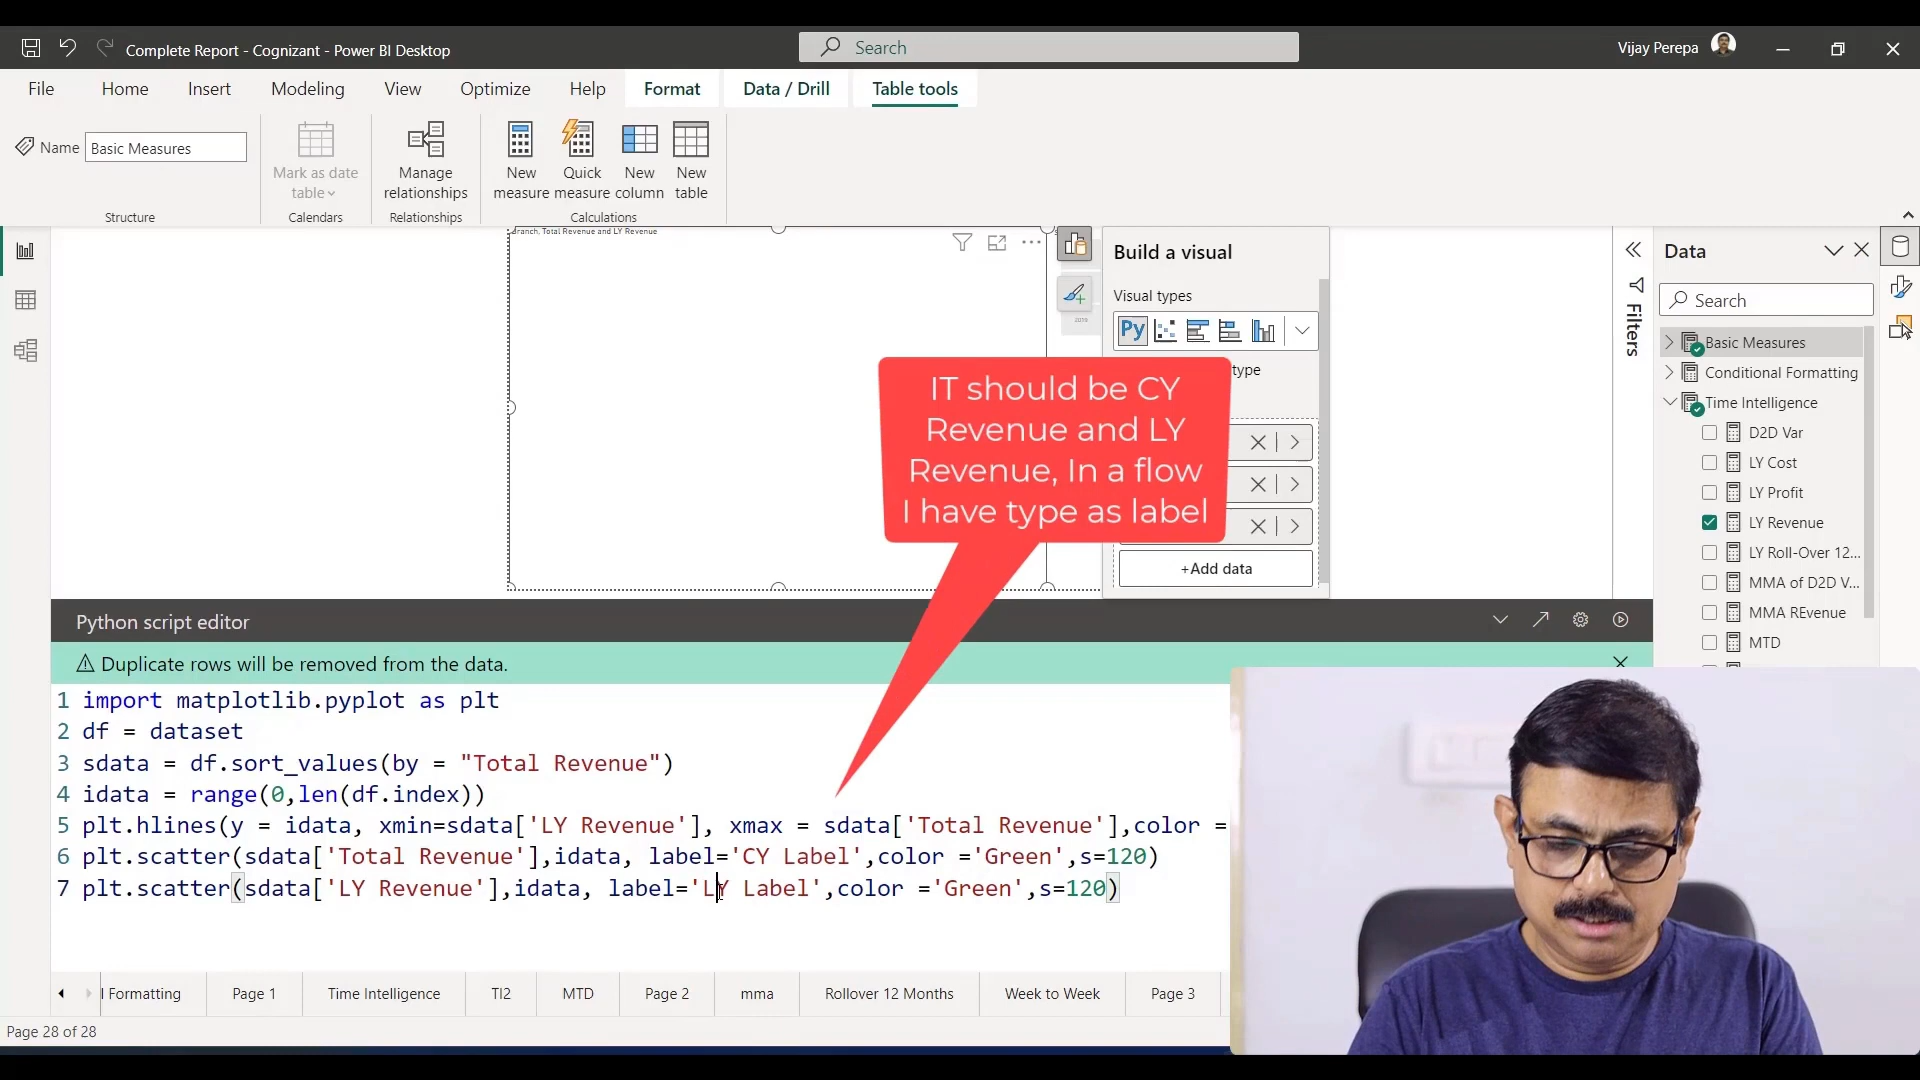 Complete Report - Cognizant - Power BI Desktop
Search
Vijay Perepa
File
Home
Insert
Modeling
View
Optimize
Help
Format
Data / Drill
Table tools
Name
Basic Measures
Mark as date
table
Manage
relationships
New
measure
Quick
measure
New
column
New
table
Structure
Calendars
Relationships
Calculations
Branch, Total Revenue and LY Revenue
2019
Build a visual
Visual types
Py
type
+Add data
IT should be CY
Revenue and LY
Revenue, In a flow
I have type as label
Filters
Data
Search
Basic Measures
Conditional Formatting
Time Intelligence
D2D Var
LY Cost
LY Profit
LY Revenue
LY Roll-Over 12...
MMA of D2D V...
MMA REvenue
MTD
Python script editor
Duplicate rows will be removed from the data.
1 import matplotlib.pyplot as plt
2 df = dataset
3 sdata = df.sort_values(by = "Total Revenue")
4 idata = range(0,len(df.index))
5 plt.hlines(y = idata, xmin=sdata['LY Revenue'], xmax = sdata['Total Revenue'],color =
6 plt.scatter(sdata['Total Revenue'],idata, label='CY Label',color ='Green',s=120)
7 plt.scatter(sdata['LY Revenue'],idata, label='LY Label',color ='Green',s=120)
l Formatting
Page 1
Time Intelligence
TI2
MTD
Page 2
mma
Rollover 12 Months
Week to Week
Page 3
Page 28 of 28